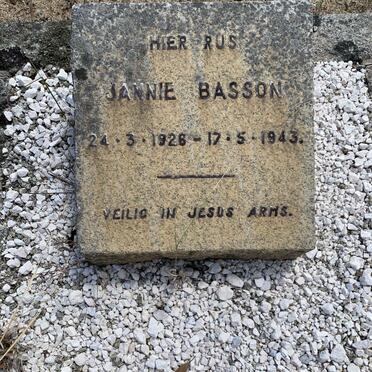 HIER RUS
JANNIE BASSON
24·3·1928-17·5·1943.
VEILIG IN JESUS ARMS.